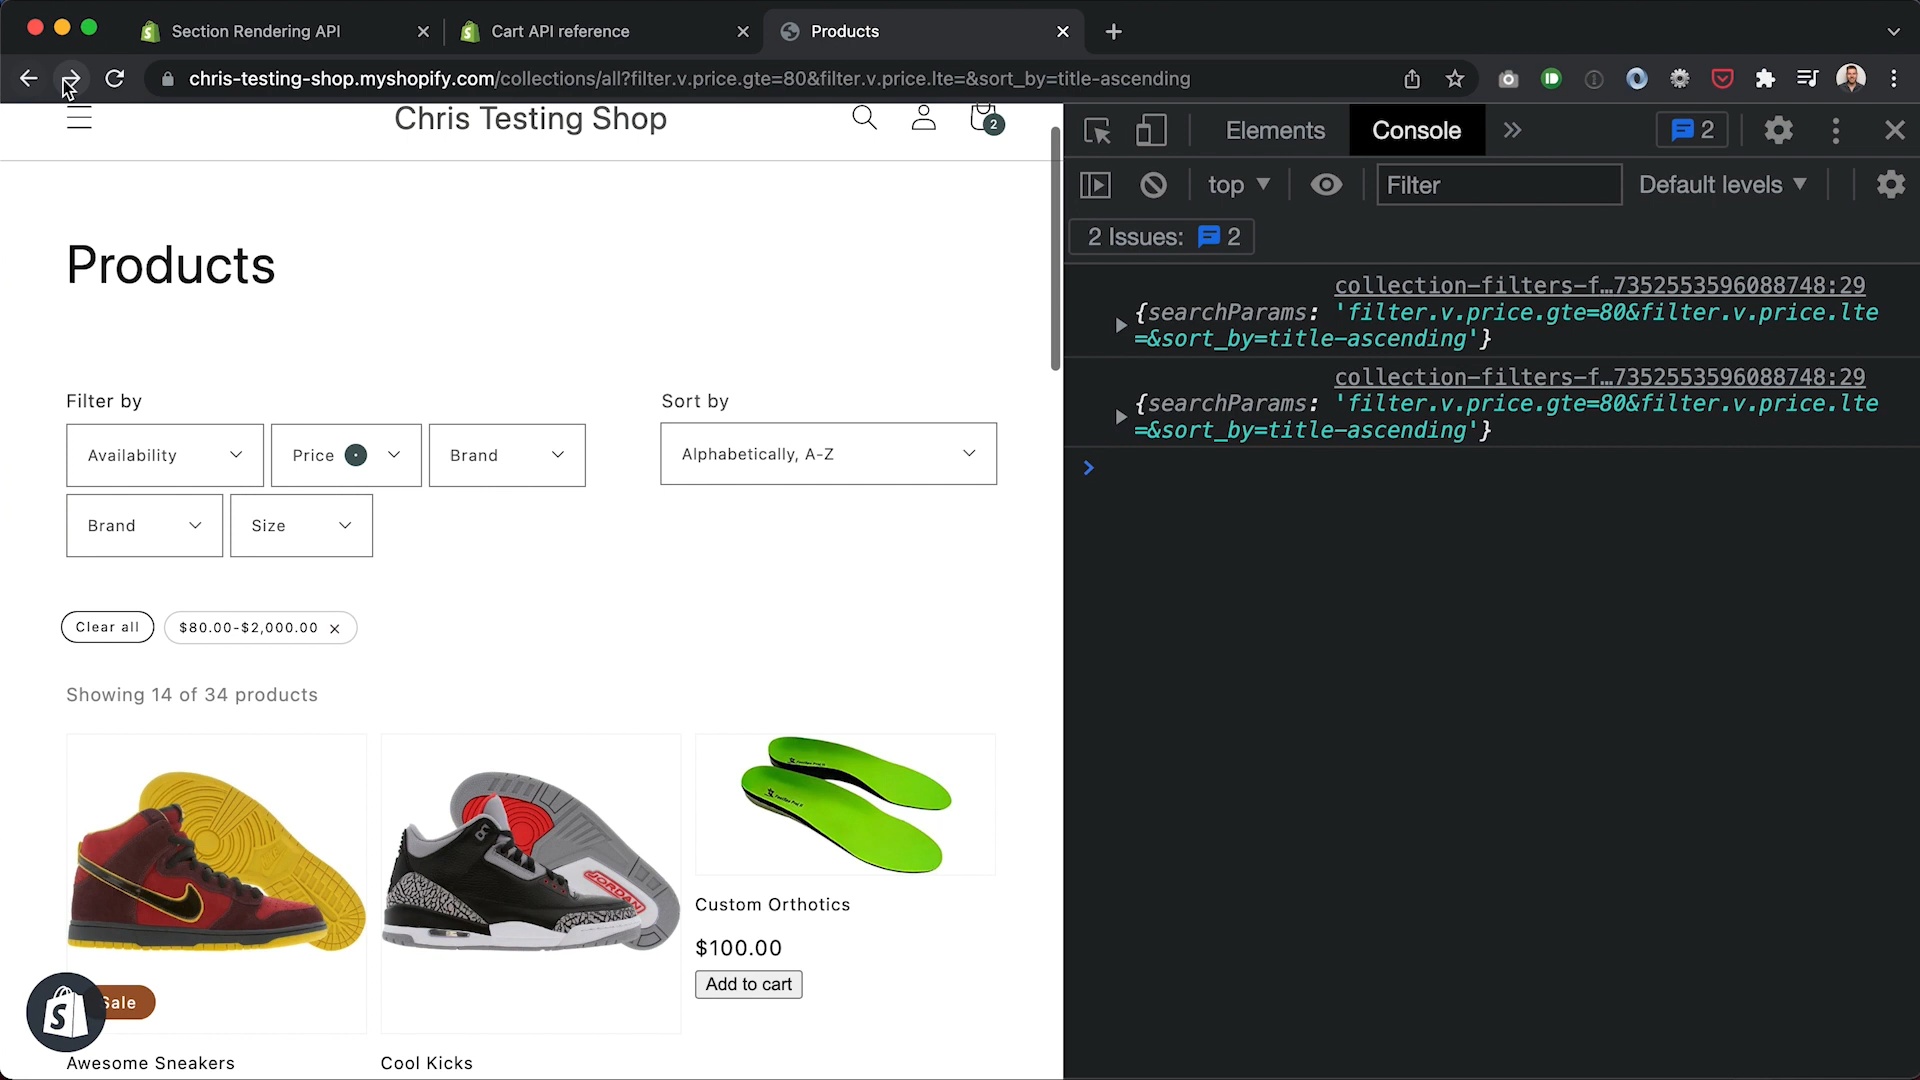 Section Rendering API
Cart API reference
Products
chris-testing-shop.myshopify.com/collections/all?filter.v.price.gte=80&filter.v.price.lte=&sort_by=title-ascending
Chris Testing Shop
2
Products
Filter by
Sort by
Availability
Price
Brand
Alphabetically, A-Z
Brand
Size
Clear all
$80.00-$2,000.00
Showing 14 of 34 products
JORDAN
Custom Orthotics
$100.00
Add to cart
Sale
Awesome Sneakers
Cool Kicks
Elements
Console
2
top
Filter
Default levels
2 Issues:
2
collection-filters-f…7352553596088748:29
{searchParams: 'filter.v.price.gte=80&filter.v.price.lte
=&sort_by=title-ascending'}
collection-filters-f…7352553596088748:29
{searchParams: 'filter.v.price.gte=80&filter.v.price.lte
=&sort_by=title-ascending'}